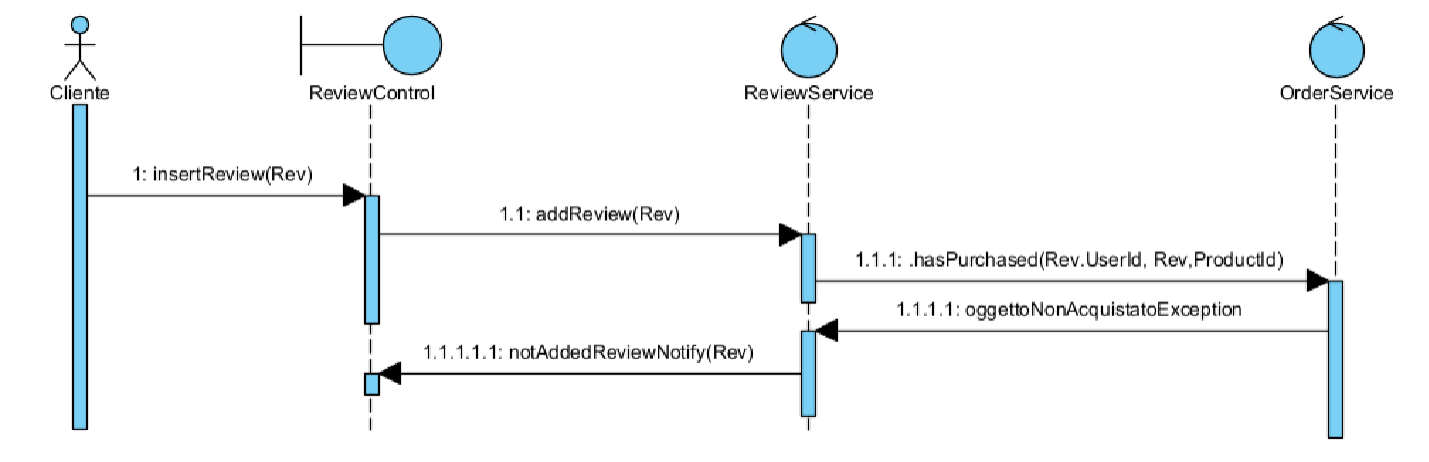 Cliente
ReviewControl
ReviewService
OrderService
1: insertReview(Rev)
1.1: addReview(Rev)
1.1.1: .hasPurchased(Rev.UserId, Rev,ProductId)
1.1.1.1: oggettoNonAcquistatoException
1.1.1.1.1: notAddedReviewNotify(Rev)